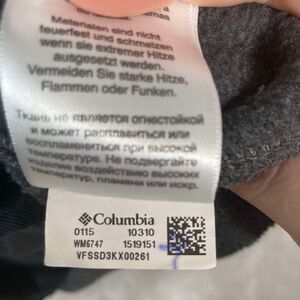 Materialien sind nicht
feuerfest und schmelzen
wenn sie extremer Hitze
ausgesetzt werden.
Vermeiden Sie starke Hitze,
Flammen oder Funken.
Ткань не является огнестойкой
и может расплавиться или
воспламениться при высокой
температуре. Не подвергайте
изделие воздействию высоких
температур, пламени или искр.
Columbia
0115 10310
WM6747 1519151
VFSSD3KX00261